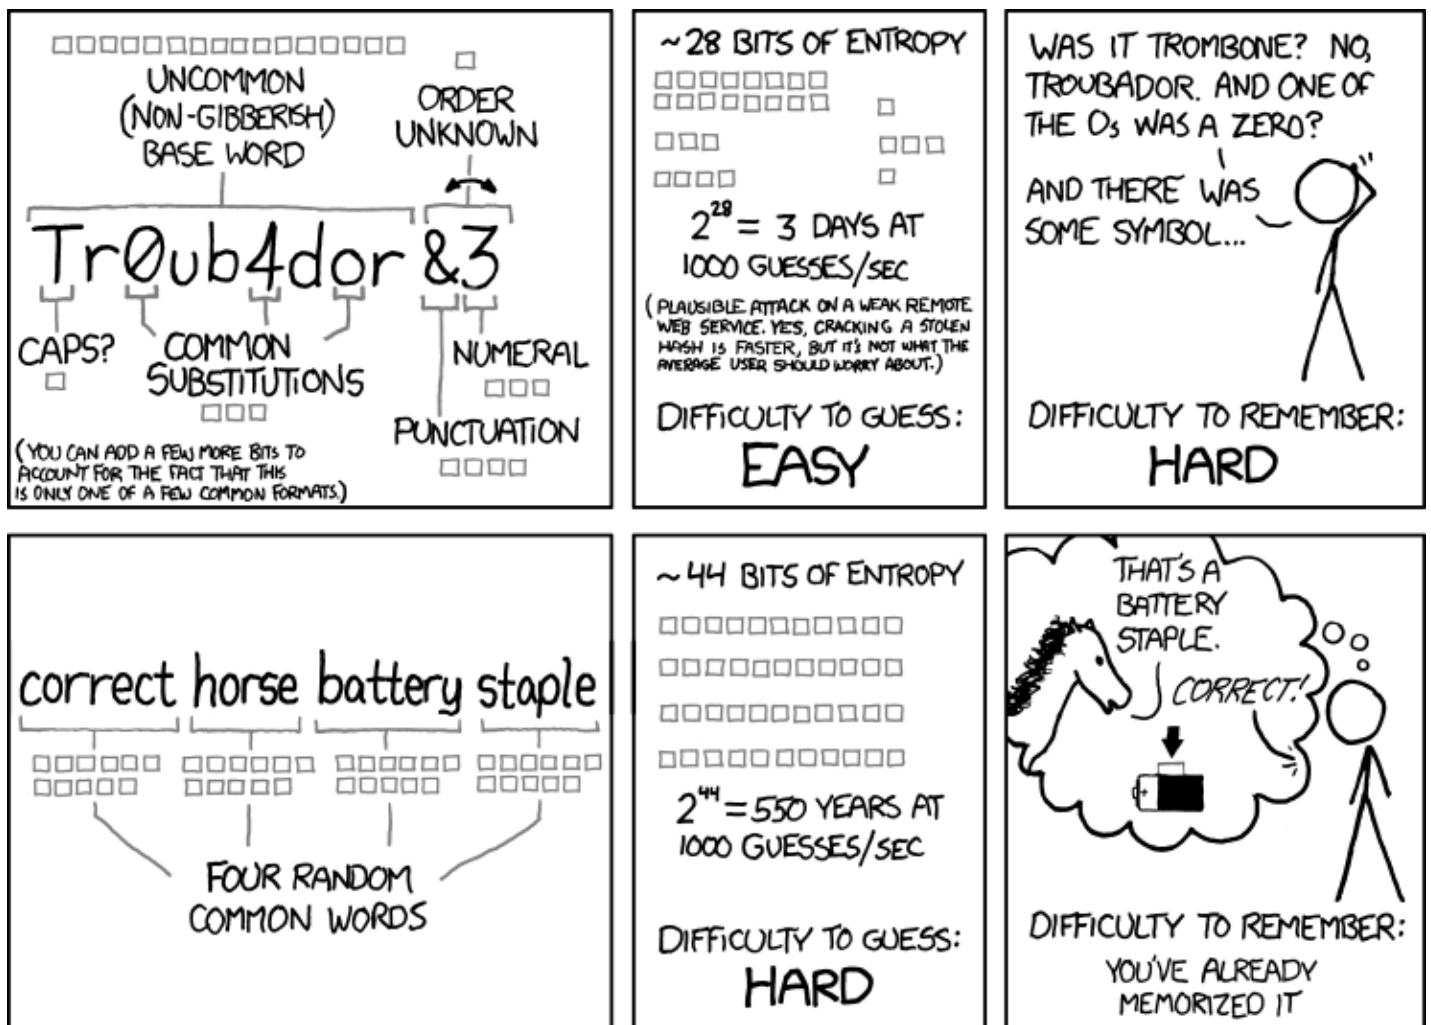 UNCOMMON
(NON-GIBBERISH)
BASE WORD
ORDER
UNKNOWN
Tr0ub4dor &3
CAPS?
COMMON
SUBSTITUTIONS
NUMERAL
PUNCTUATION
(YOU CAN ADD A FEW MORE BITS TO
ACCOUNT FOR THE FACT THAT THIS
IS ONLY ONE OF A FEW COMMON FORMATS.)
~28 BITS OF ENTROPY
2^28 = 3 DAYS AT
1000 GUESSES/SEC
(PLAUSIBLE ATTACK ON A WEAK REMOTE
WEB SERVICE. YES, CRACKING A STOLEN
HASH IS FASTER, BUT IT'S NOT WHAT THE
AVERAGE USER SHOULD WORRY ABOUT.)
DIFFICULTY TO GUESS:
EASY
WAS IT TROMBONE? NO,
TROUBADOR. AND ONE OF
THE Os WAS A ZERO?
AND THERE WAS
SOME SYMBOL...
DIFFICULTY TO REMEMBER:
HARD
correct horse battery staple
FOUR RANDOM
COMMON WORDS
~44 BITS OF ENTROPY
2^44 = 550 YEARS AT
1000 GUESSES/SEC
DIFFICULTY TO GUESS:
HARD
THAT'S A
BATTERY
STAPLE.
CORRECT!
+
DIFFICULTY TO REMEMBER:
YOU'VE ALREADY
MEMORIZED IT